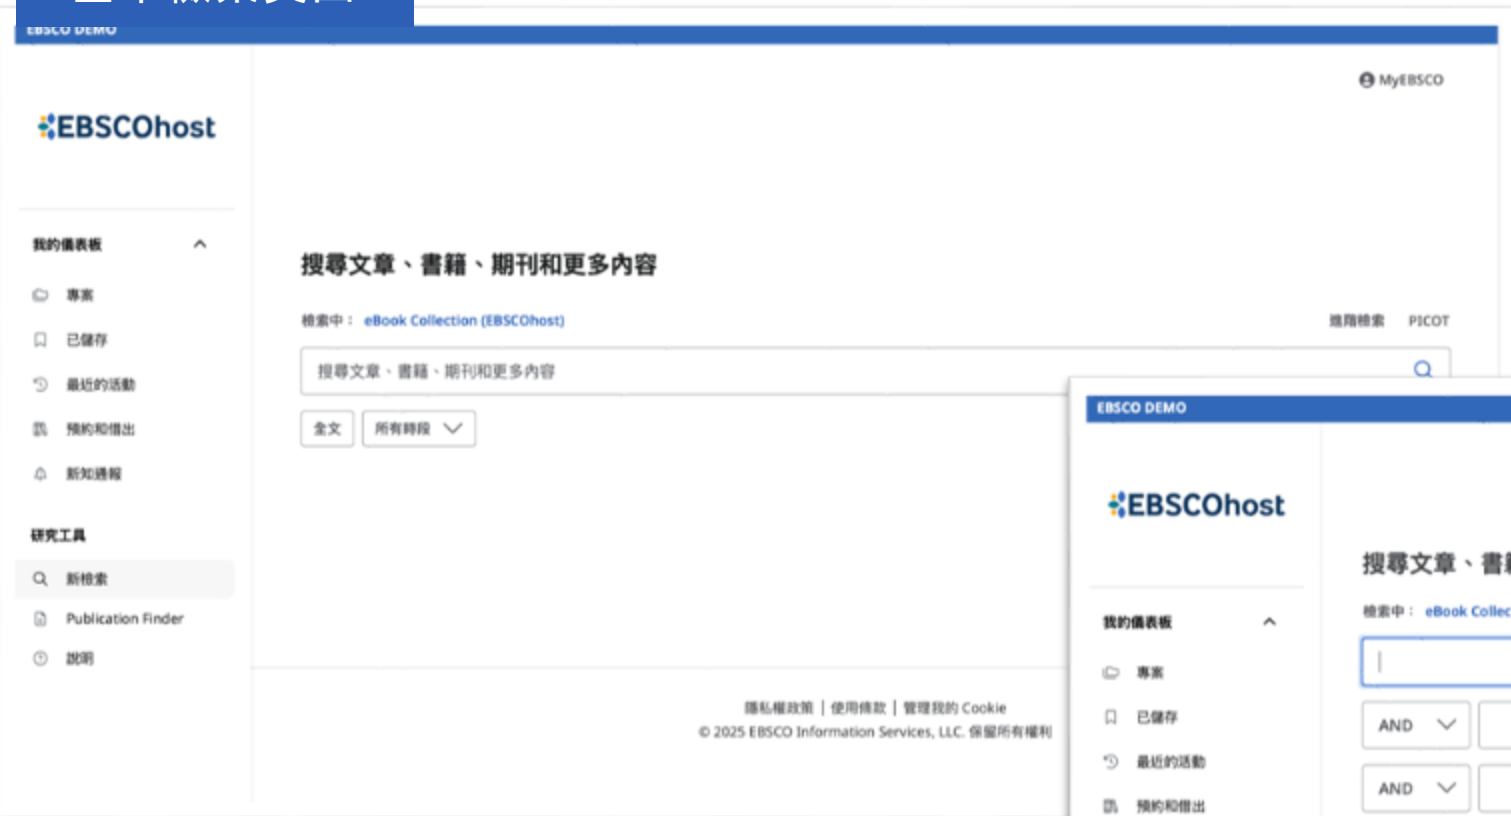 EBSCO DEMO
MyEBSCO
EBSCOhost
我的儀表板
專案
已儲存
最近的活動
預約和借出
新知通報
研究工具
新檢索
Publication Finder
說明
搜尋文章、書籍、期刊和更多內容
檢索中： eBook Collection (EBSCOhost)
進階檢索 PICOT
搜尋文章、書籍、期刊和更多內容
全文 所有時段
隱私權政策 | 使用條款 | 管理我的 Cookie
© 2025 EBSCO Information Services, LLC. 保留所有權利
EBSCO DEMO
EBSCOhost
我的儀表板
專案
已儲存
最近的活動
預約和借出
搜尋文章、書
檢索中： eBook Collec
AND
AND